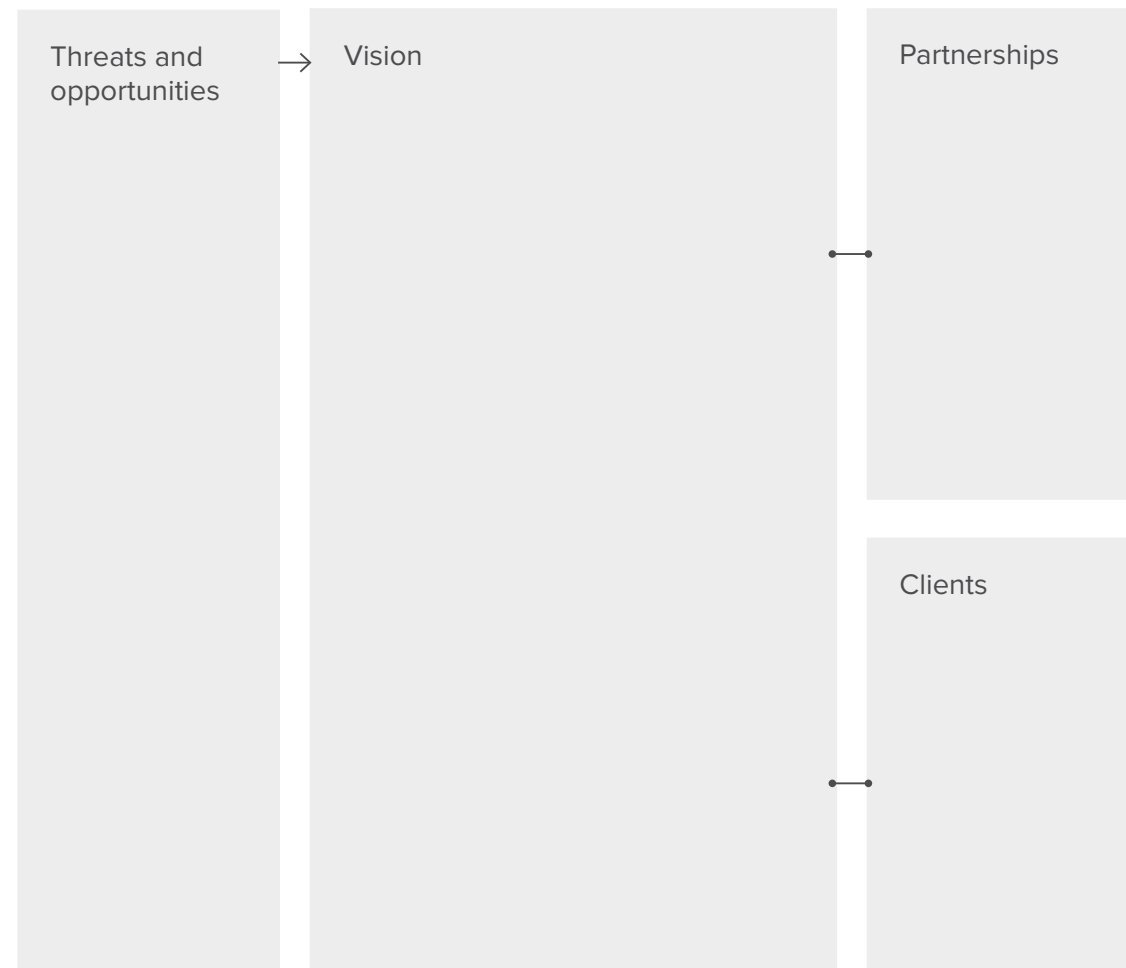 Threats and
opportunities
Vision
Partnerships
Clients